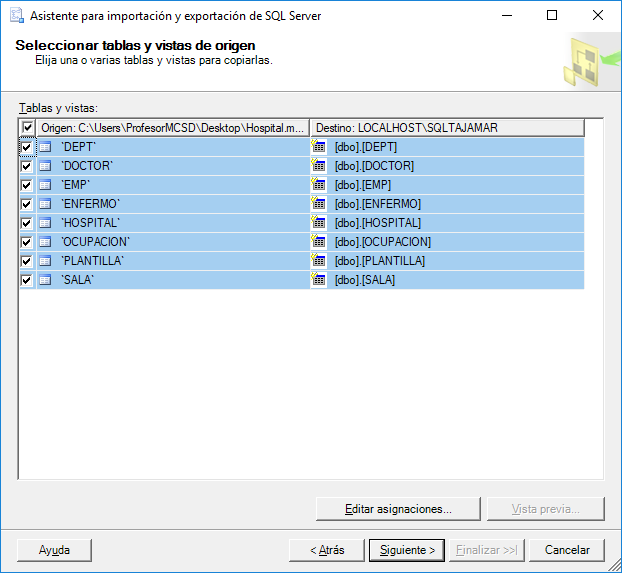 Asistente para importación y exportación de SQL Server
Seleccionar tablas y vistas de origen
Elija una o varias tablas y vistas para copiarlas.
Tablas y vistas:
Origen: C:\Users\ProfesorMCSD\Desktop\Hospital.m... Destino: LOCALHOST\SQLTAJAMAR
`DEPT` [dbo].[DEPT]
`DOCTOR` [dbo].[DOCTOR]
`EMP` [dbo].[EMP]
`ENFERMO` [dbo].[ENFERMO]
`HOSPITAL` [dbo].[HOSPITAL]
`OCUPACION` [dbo].[OCUPACION]
`PLANTILLA` [dbo].[PLANTILLA]
`SALA` [dbo].[SALA]
Editar asignaciones... Vista previa...
Ayuda < Atrás Siguiente > Finalizar >>| Cancelar